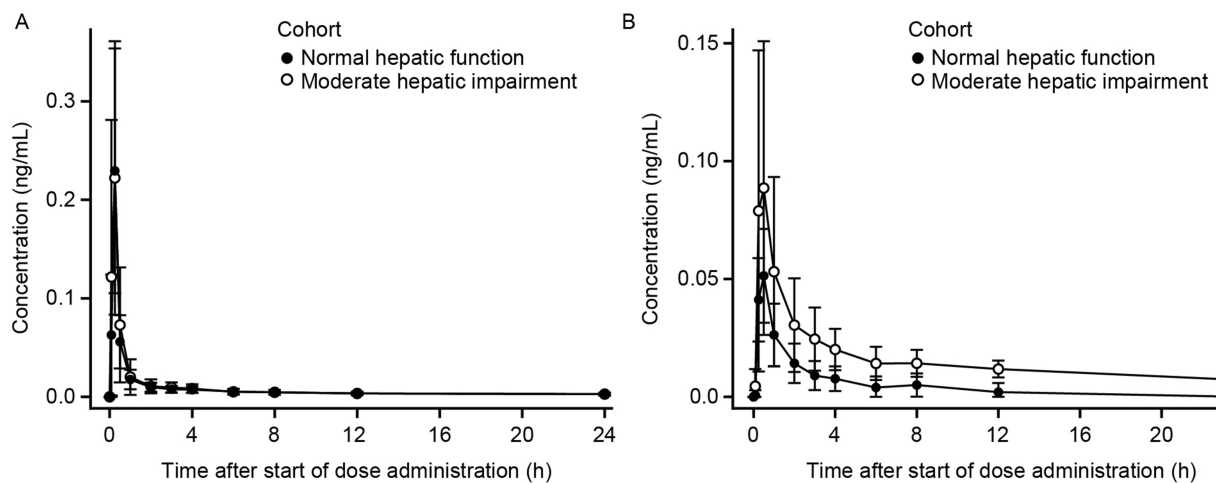 A
Cohort
Normal hepatic function
Moderate hepatic impairment
0.3
0.2
0.1
0.0
Concentration (ng/mL)
0 4 8 12 16 20 24
Time after start of dose administration (h)
B
Cohort
Normal hepatic function
Moderate hepatic impairment
0.15
0.10
0.05
0.00
Concentration (ng/mL)
0 4 8 12 16 20
Time after start of dose administration (h)